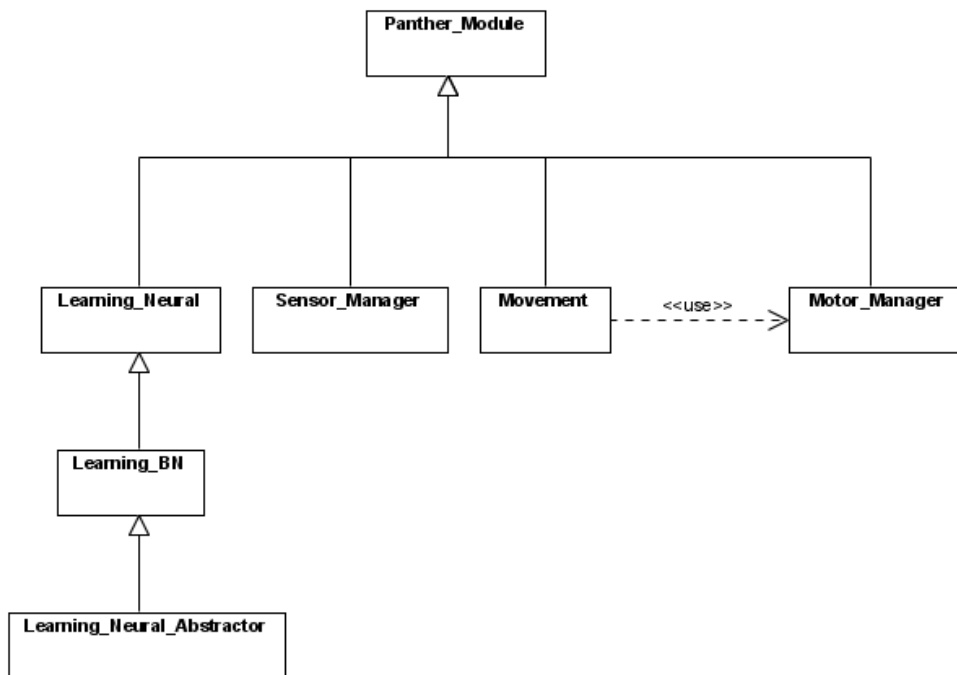 Panther_Module
Learning_Neural
Sensor_Manager
Movement
<<use>>
Motor_Manager
Learning_BN
Learning_Neural_Abstractor